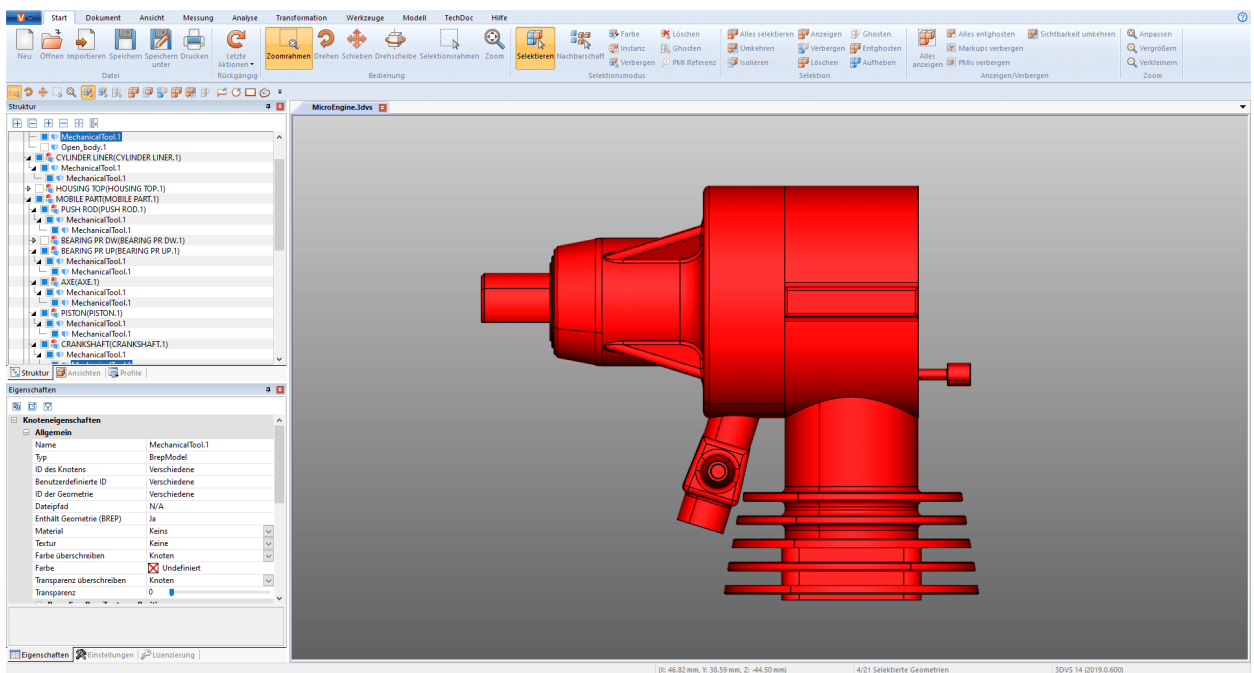 Start Dokument Ansicht Messung Analyse Transformation Werkzeuge Modell TechDoc Hilfe
Neu Öffnen Importieren Speichern Speichern unter Drucken
Datei
Letzte Aktionen
Rückgängig
Zoomrahmen Drehen Schieben Drehscheibe Selektionsrahmen Zoom
Bedienung
Selektieren Nachbarschaft
Farbe Löschen
Instanz Ghosten
Verbergen PMI Referenz
Selektionsmodus
Alles selektieren Anzeigen Ghosten
Umkehren Verbergen Entghosten
Isolieren Löschen Aufheben
Selektion
Alles anzeigen
Alles entghosten Sichtbarkeit umkehren
Markups verbergen
PMIs verbergen
Anzeigen/Verbergen
Anpassen
Vergrößern
Verkleinern
Zoom
Struktur
MicroEngine.3dvs
MechanicalTool.1
Open_body.1
CYLINDER LINER(CYLINDER LINER.1)
MechanicalTool.1
MechanicalTool.1
HOUSING TOP(HOUSING TOP.1)
MOBILE PART(MOBILE PART.1)
PUSH ROD(PUSH ROD.1)
MechanicalTool.1
MechanicalTool.1
BEARING PR DW(BEARING PR DW.1)
BEARING PR UP(BEARING PR UP.1)
MechanicalTool.1
MechanicalTool.1
AXE(AXE.1)
MechanicalTool.1
MechanicalTool.1
PISTON(PISTON.1)
MechanicalTool.1
MechanicalTool.1
CRANKSHAFT(CRANKSHAFT.1)
MechanicalTool.1
Struktur Ansichten Profile
Eigenschaften
Knoteneigenschaften
Allgemein
Name MechanicalTool.1
Typ BrepModel
ID des Knotens Verschiedene
Benutzerdefinierte ID Verschiedene
ID der Geometrie Verschiedene
Dateipfad N/A
Enthält Geometrie (BREP) Ja
Material Keins
Textur Keine
Farbe überschreiben Knoten
Farbe Undefiniert
Transparenz überschreiben Knoten
Transparenz 0
Eigenschaften Einstellungen Lizenzierung
(X: 46.82 mm, Y: 38.59 mm, Z: -44.50 mm) 4/21 Selektierte Geometrien 3DVS 14 (2019.0.600)